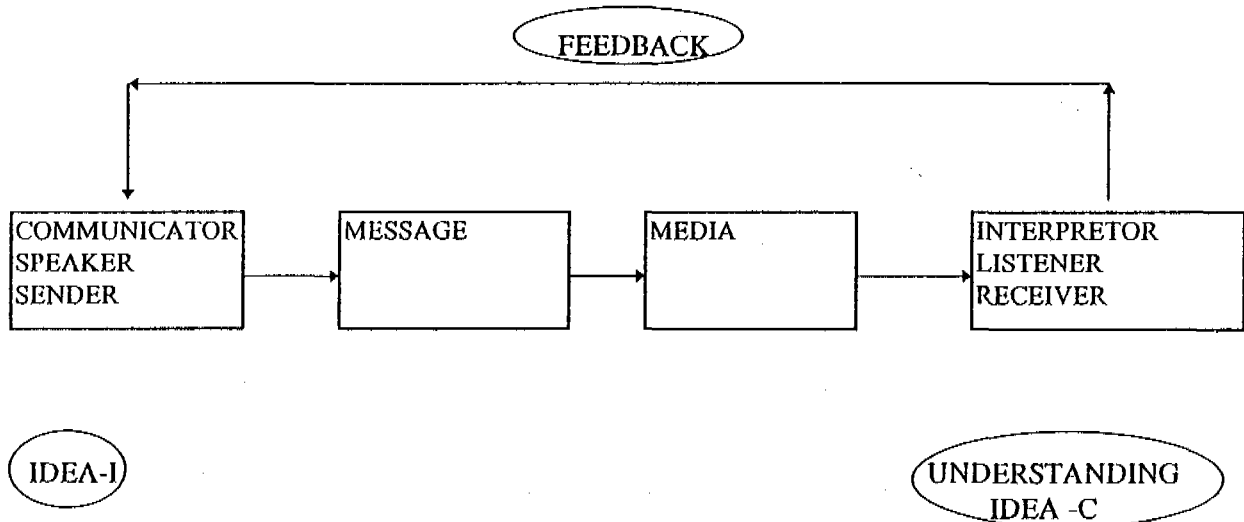 FEEDBACK
COMMUNICATOR
SPEAKER
SENDER
MESSAGE
MEDIA
INTERPRETOR
LISTENER
RECEIVER
IDEA-I
UNDERSTANDING
IDEA -C